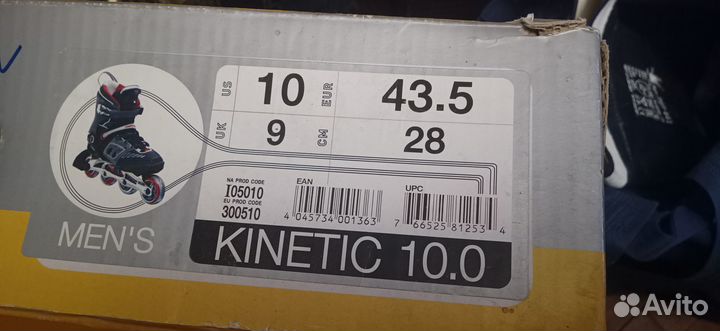 US 10 EUR 43.5
UK 9 CM 28
NA PROD CODE
I05010
EU PROD CODE
300510
EAN
4 045734 001363
UPC
7 66525 81253 4
MEN'S
KINETIC 10.0
Avito